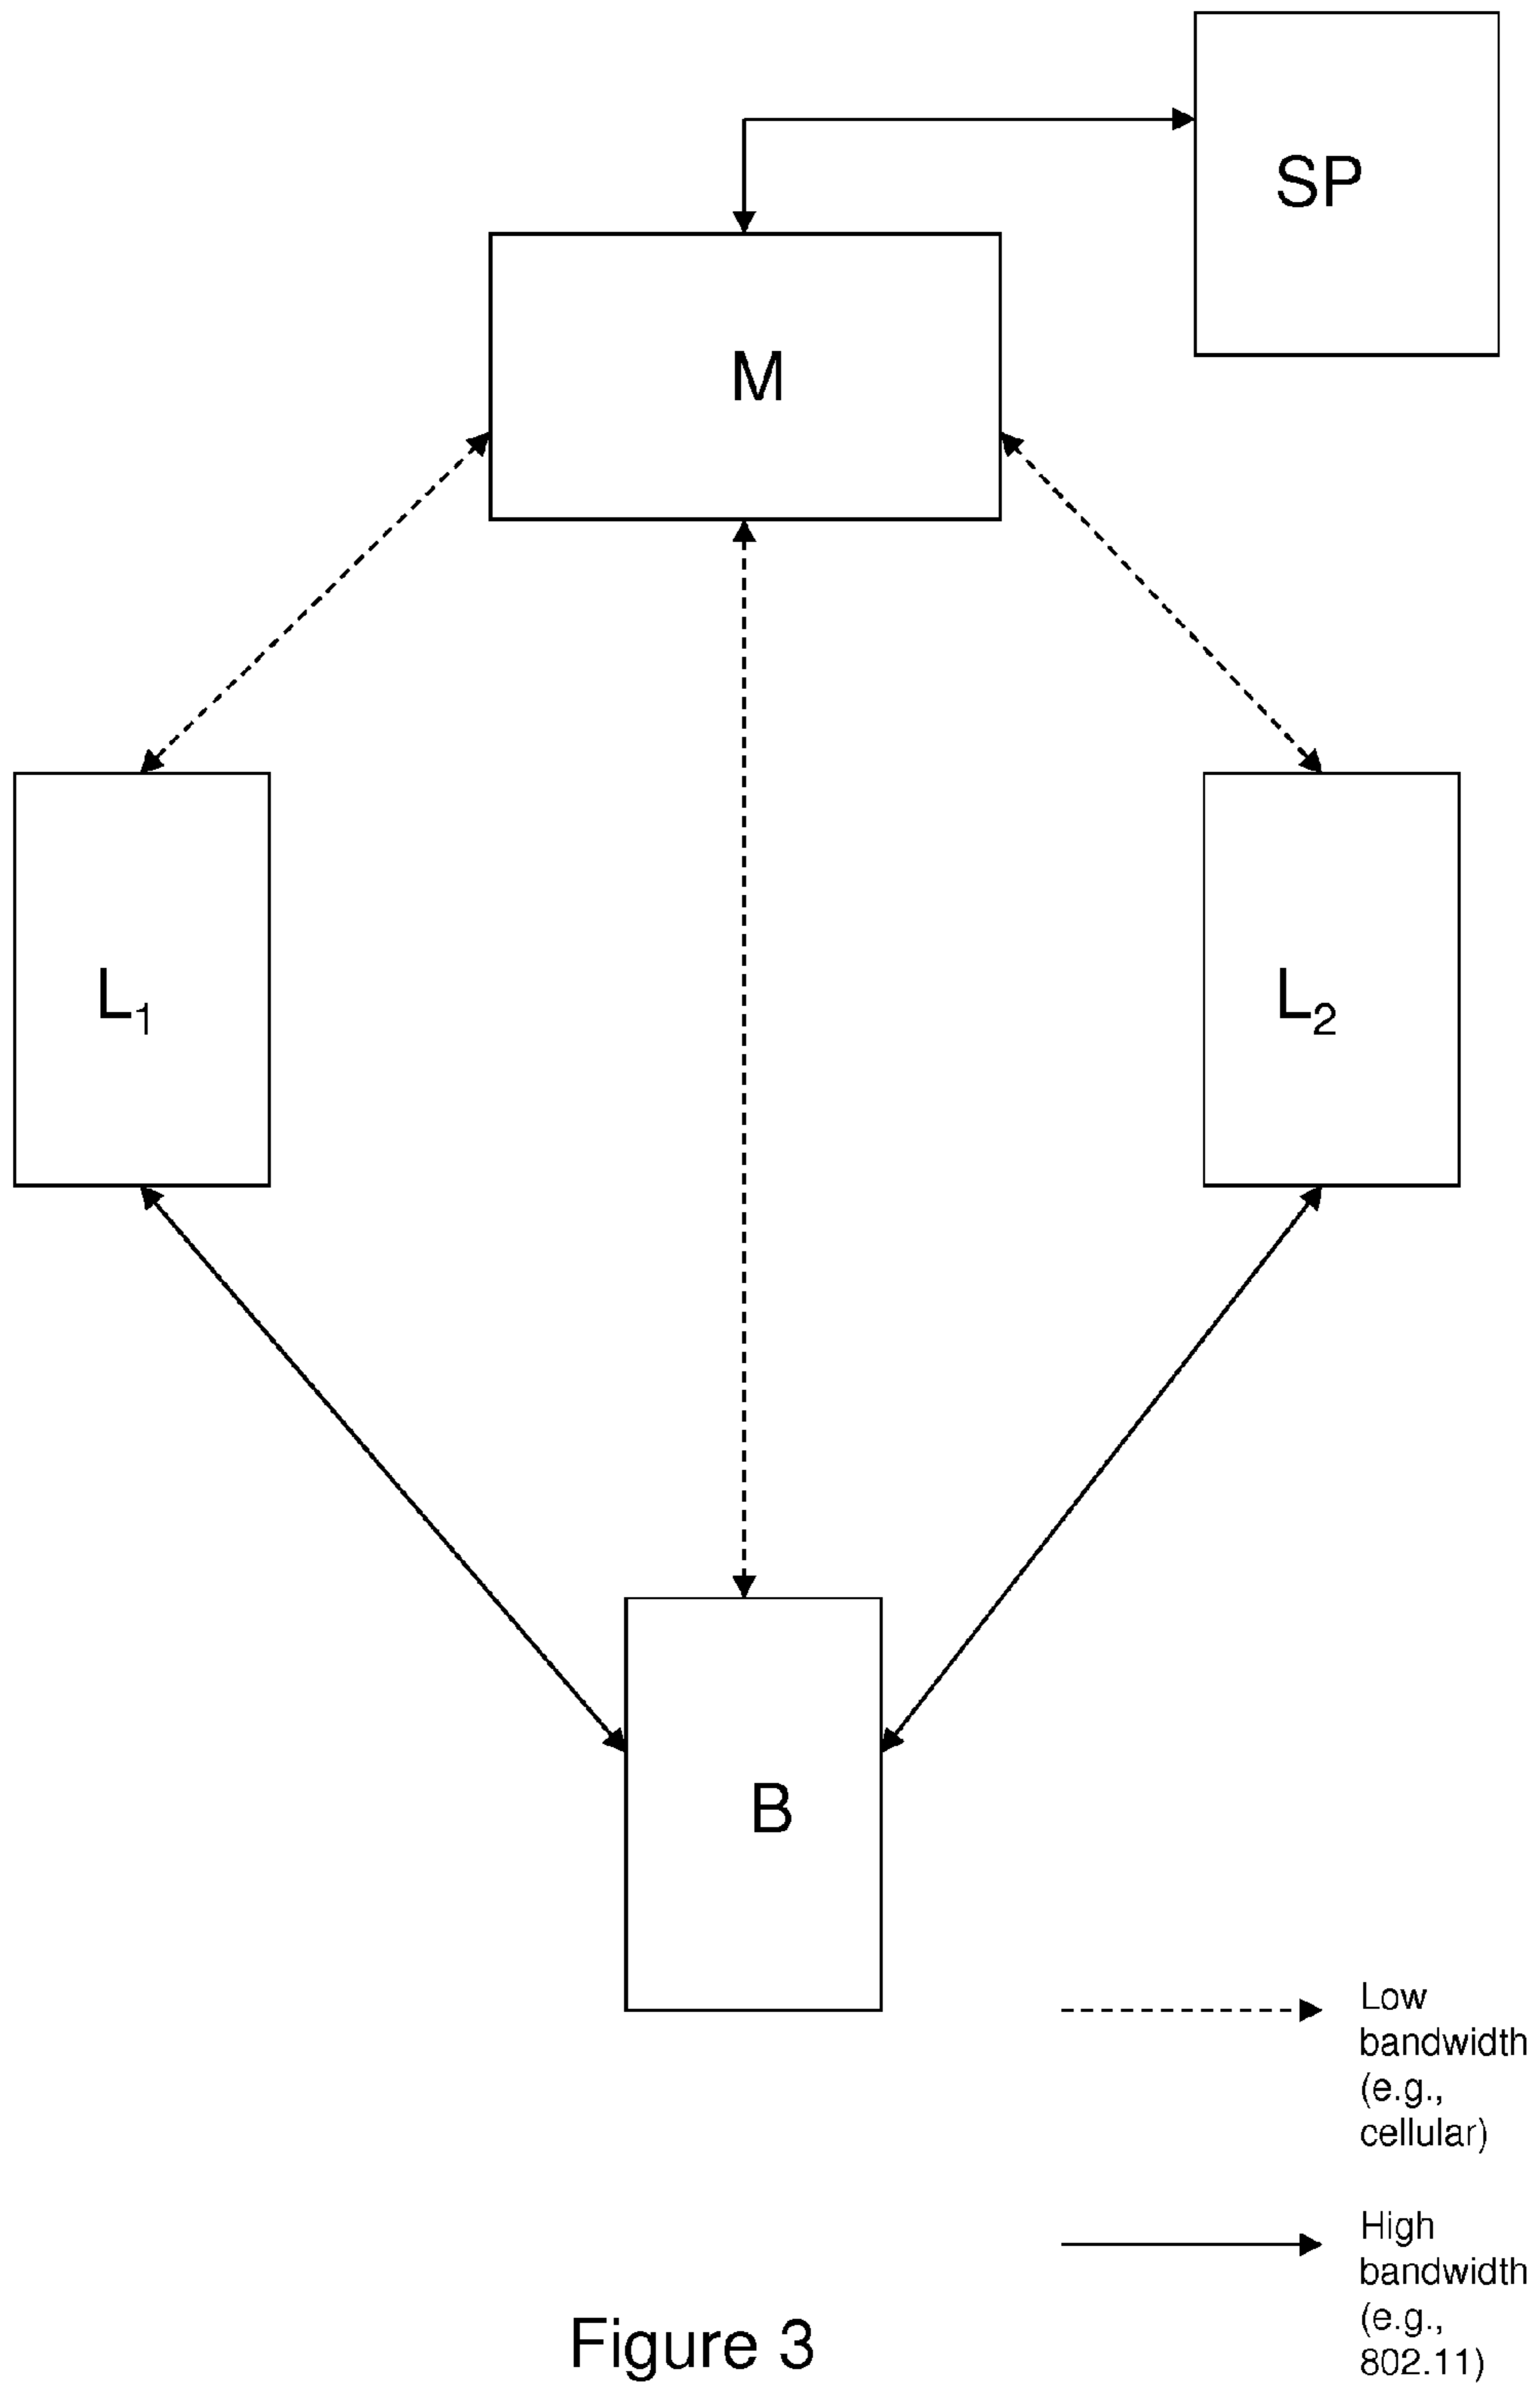 SP
M
L1
L2
B
Low
bandwidth
(e.g.,
cellular)
High
bandwidth
(e.g.,
802.11)
Figure 3